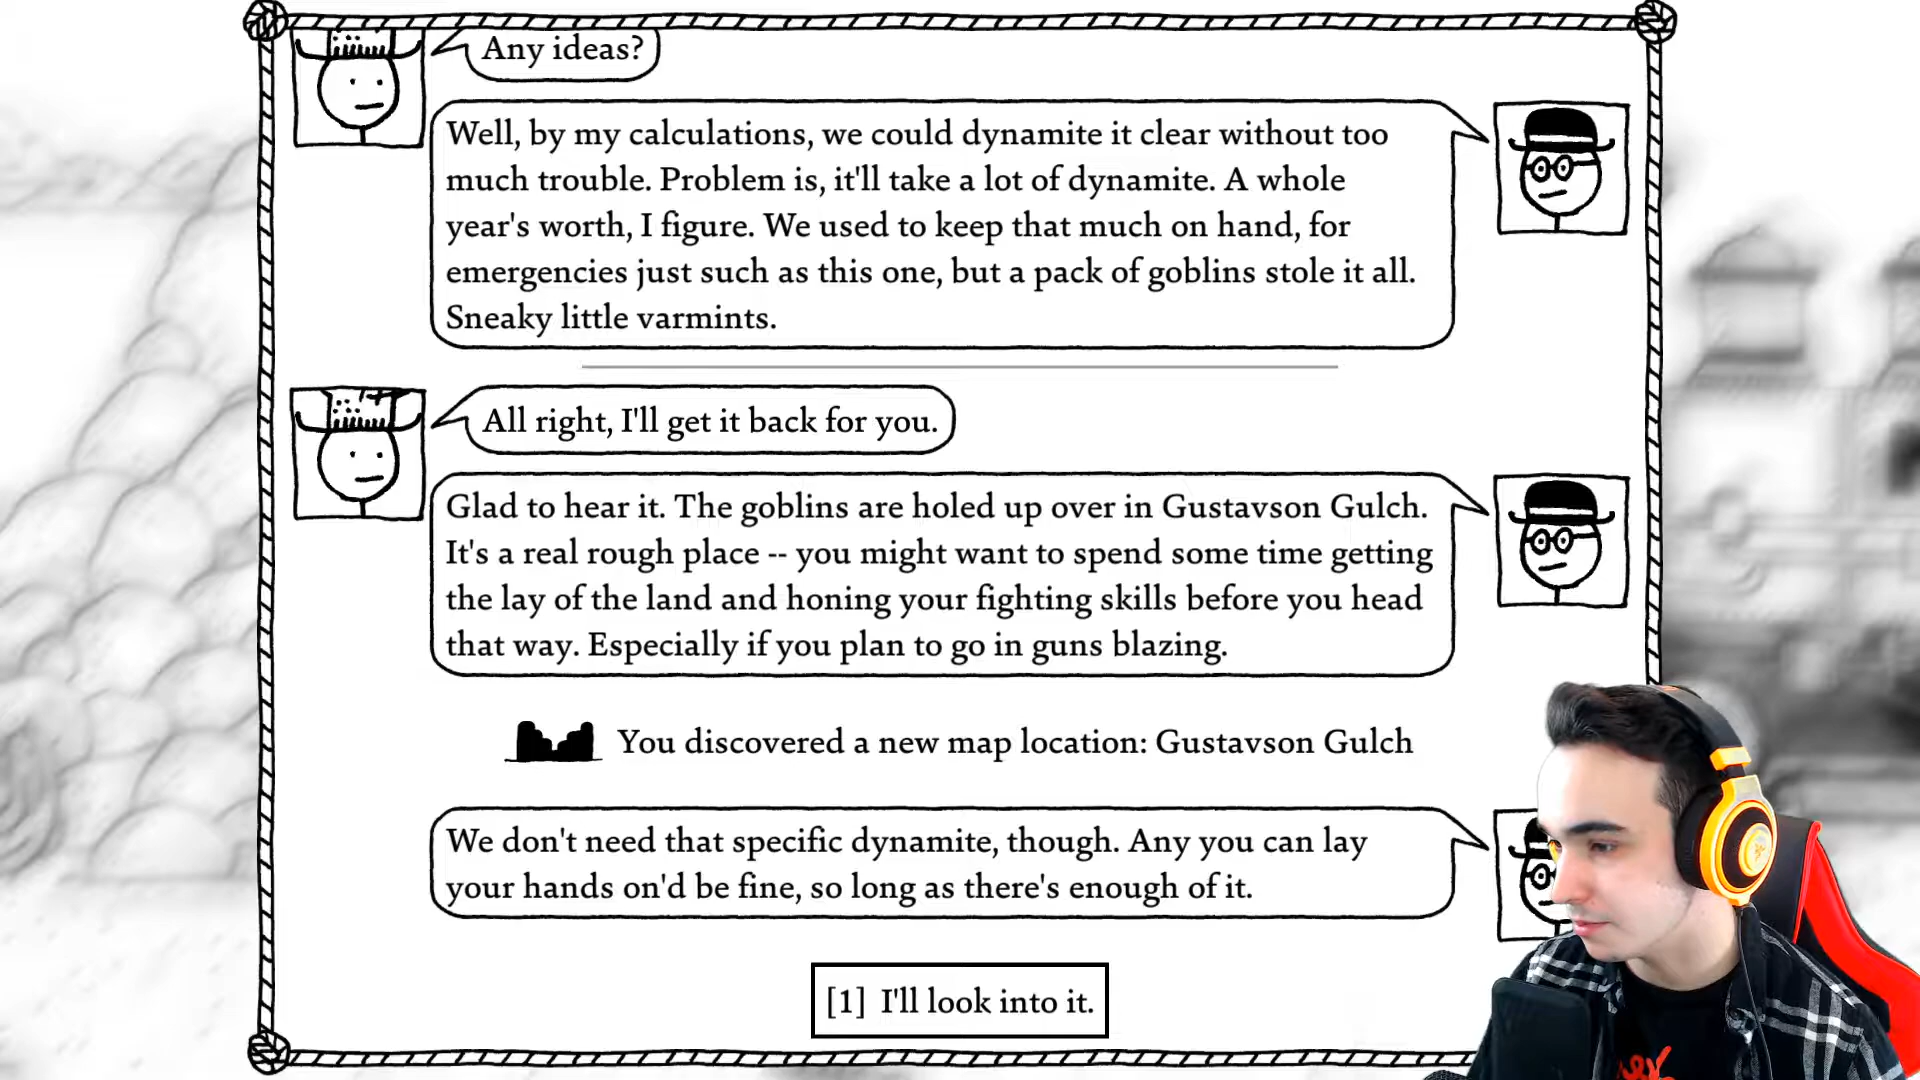 Any ideas?
Well, by my calculations, we could dynamite it clear without too
much trouble. Problem is, it'll take a lot of dynamite. A whole
year's worth, I figure. We used to keep that much on hand, for
emergencies just such as this one, but a pack of goblins stole it all.
Sneaky little varmints.
All right, I'll get it back for you.
Glad to hear it. The goblins are holed up over in Gustavson Gulch.
It's a real rough place -- you might want to spend some time getting
the lay of the land and honing your fighting skills before you head
that way. Especially if you plan to go in guns blazing.
You discovered a new map location: Gustavson Gulch
We don't need that specific dynamite, though. Any you can lay
your hands on'd be fine, so long as there's enough of it.
[1] I'll look into it.